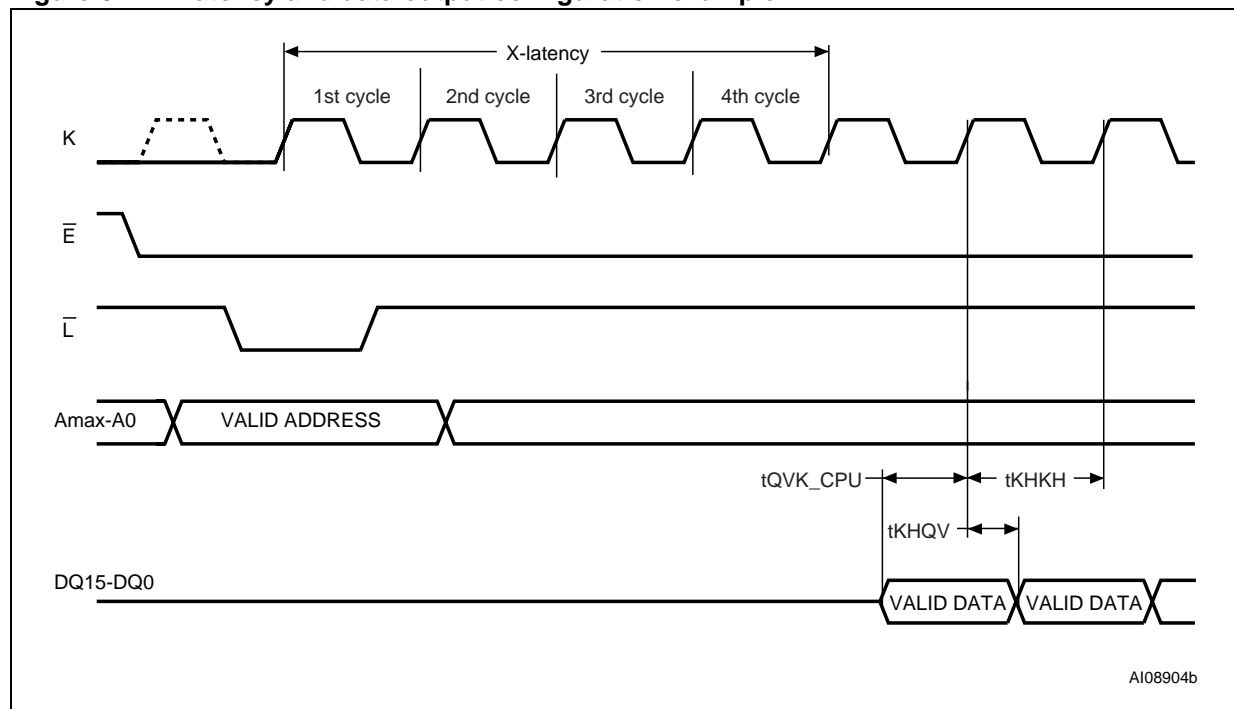 X-latency
1st cycle
2nd cycle
3rd cycle
4th cycle
K
E
L
Amax-A0
VALID ADDRESS
tQVK_CPU
tKHKH
tKHQV
DQ15-DQ0
VALID DATA
VALID DATA
AI08904b